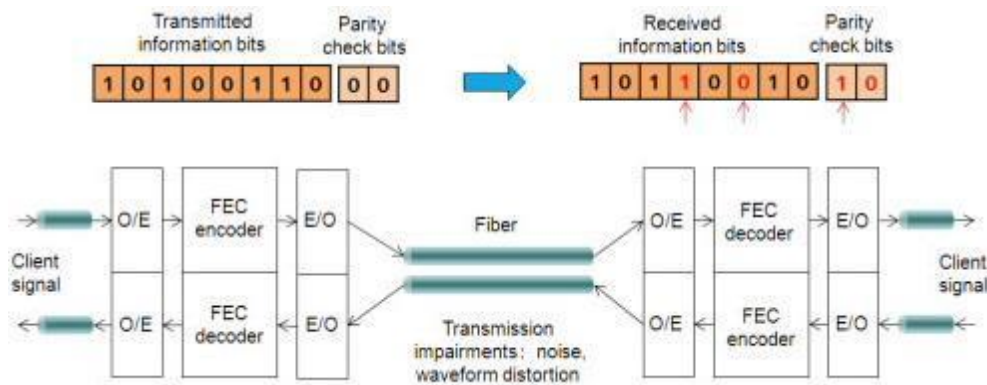 Transmitted
information bits
Parity
check bits
Received
information bits
Parity
check bits
1 0 1 0 0 1 1 0 0 0
1 0 1 1 0 0 1 0 1 0
O/E
FEC
encoder
E/O
Fiber
O/E
FEC
decoder
E/O
Client
signal
Client
signal
O/E
FEC
decoder
E/O
Transmission
impairments: noise,
waveform distortion
O/E
FEC
encoder
E/O